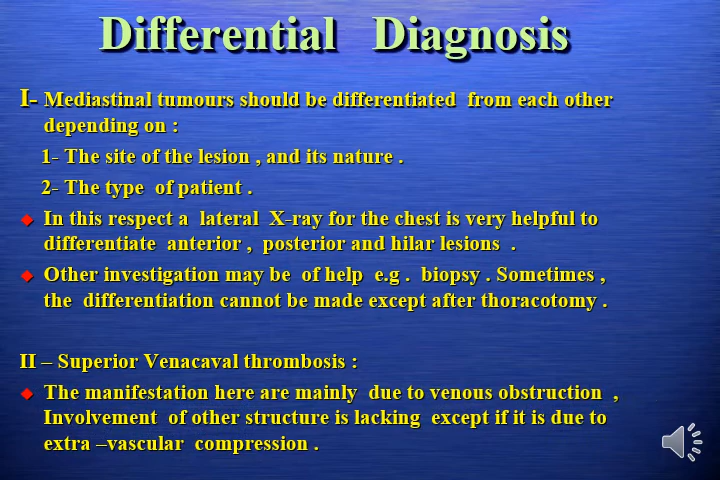 Differential Diagnosis
I- Mediastinal tumours should be differentiated from each other
depending on :
1- The site of the lesion , and its nature .
2- The type of patient .
In this respect a lateral X-ray for the chest is very helpful to
differentiate anterior , posterior and hilar lesions .
Other investigation may be of help e.g . biopsy . Sometimes ,
the differentiation cannot be made except after thoracotomy .
II – Superior Venacaval thrombosis :
The manifestation here are mainly due to venous obstruction ,
Involvement of other structure is lacking except if it is due to
extra –vascular compression .